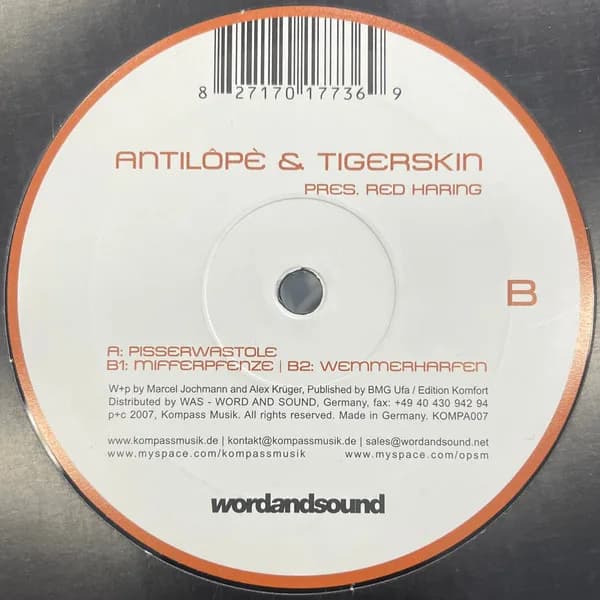 8 27170 17736 9
ANTILÔPÈ & TIGERSKIN
PRES. RED HARING
B
A: PISSERWASTOLE
B1: MIFFERPFENZE | B2: WEMMERHARFEN
W+p by Marcel Jochmann and Alex Krüger, Published by BMG Ufa / Edition Komfort
Distributed by WAS - WORD AND SOUND, Germany, fax: +49 40 430 942 94
p+c 2007, Kompass Musik. All rights reserved. Made in Germany. KOMPA007
www.kompassmusik.de | kontakt@kompassmusik.de | sales@wordandsound.net
www.myspace.com/kompassmusik www.myspace.com/opsm
wordandsound